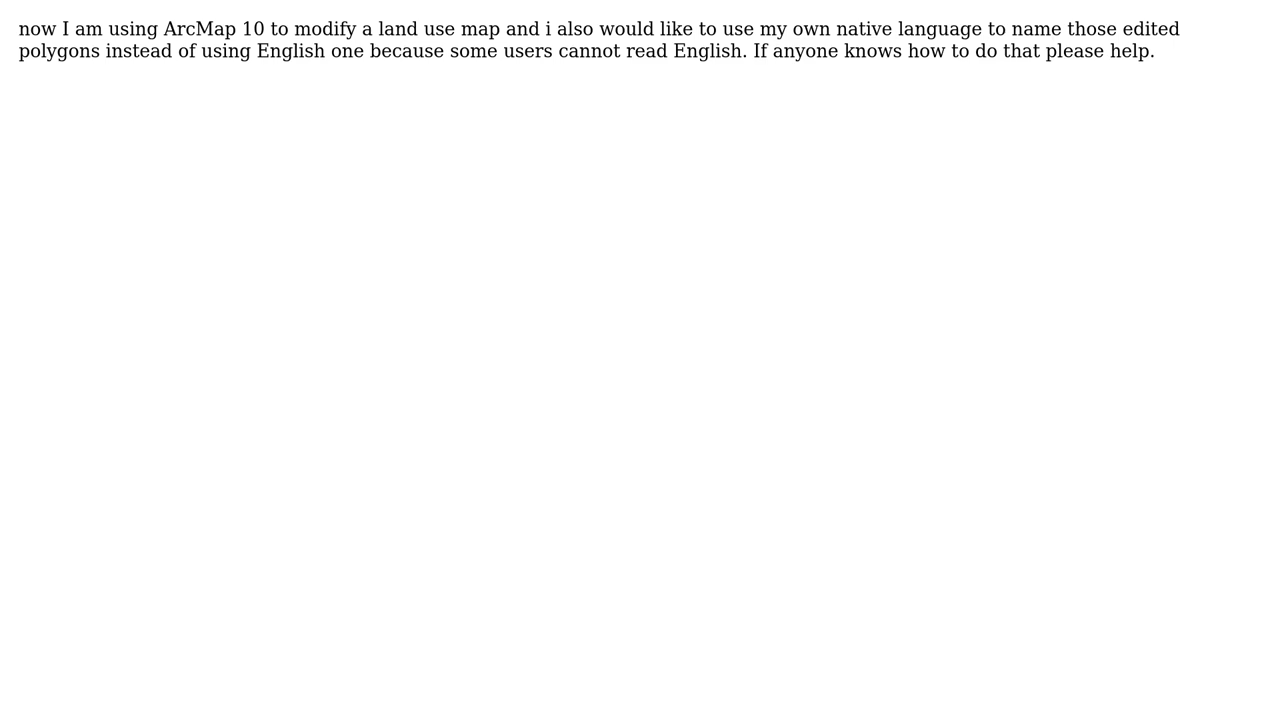 now I am using ArcMap 10 to modify a land use map and i also would like to use my own native language to name those edited
polygons instead of using English one because some users cannot read English. If anyone knows how to do that please help.